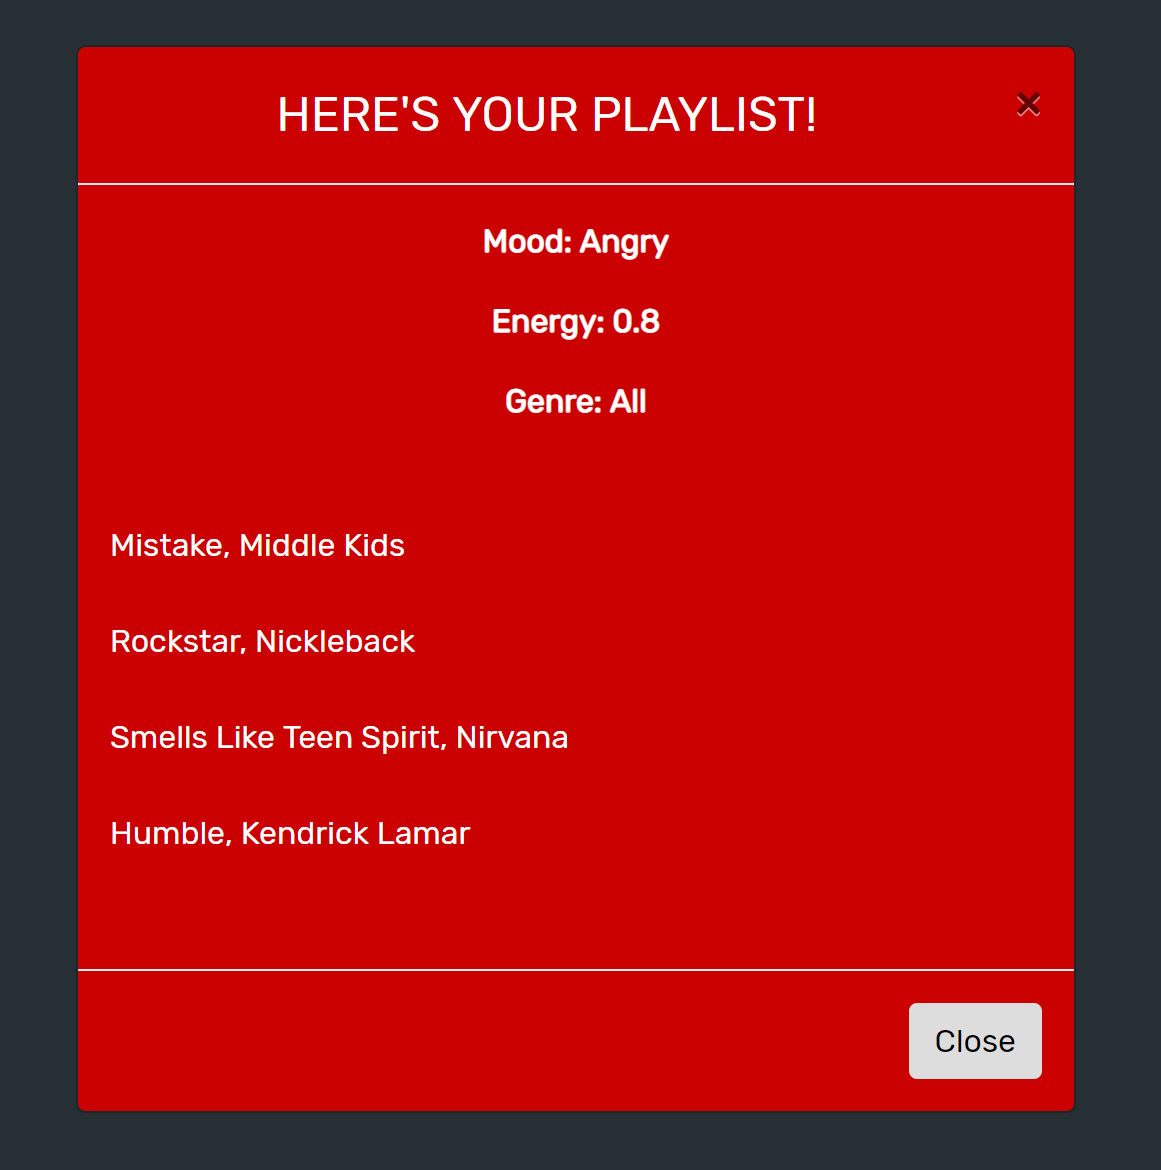 HERE'S YOUR PLAYLIST!
Mood: Angry
Energy: 0.8
Genre: All
Mistake, Middle Kids
Rockstar, Nickleback
Smells Like Teen Spirit, Nirvana
Humble, Kendrick Lamar
Close